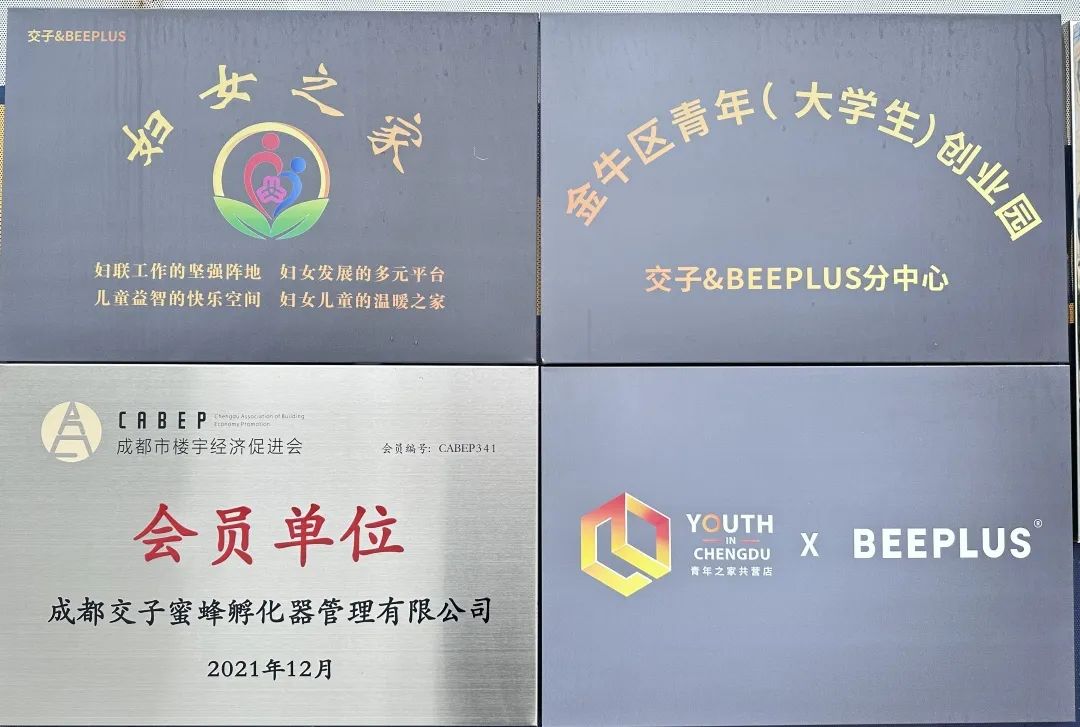 交子&BEEPLUS
妇女之家
妇联工作的坚强阵地 妇女发展的多元平台
儿童益智的快乐空间 妇女儿童的温暖之家
金牛区青年(大学生)创业园
交子&BEEPLUS分中心
CABEP
Chengdu Association of Building
Economy Promotion
成都市楼宇经济促进会
会员编号: CABEP341
会员单位
成都交子蜜蜂孵化器管理有限公司
2021年12月
YOUTH
IN
CHENGDU
青年之家共营店
X
BEEPLUS®